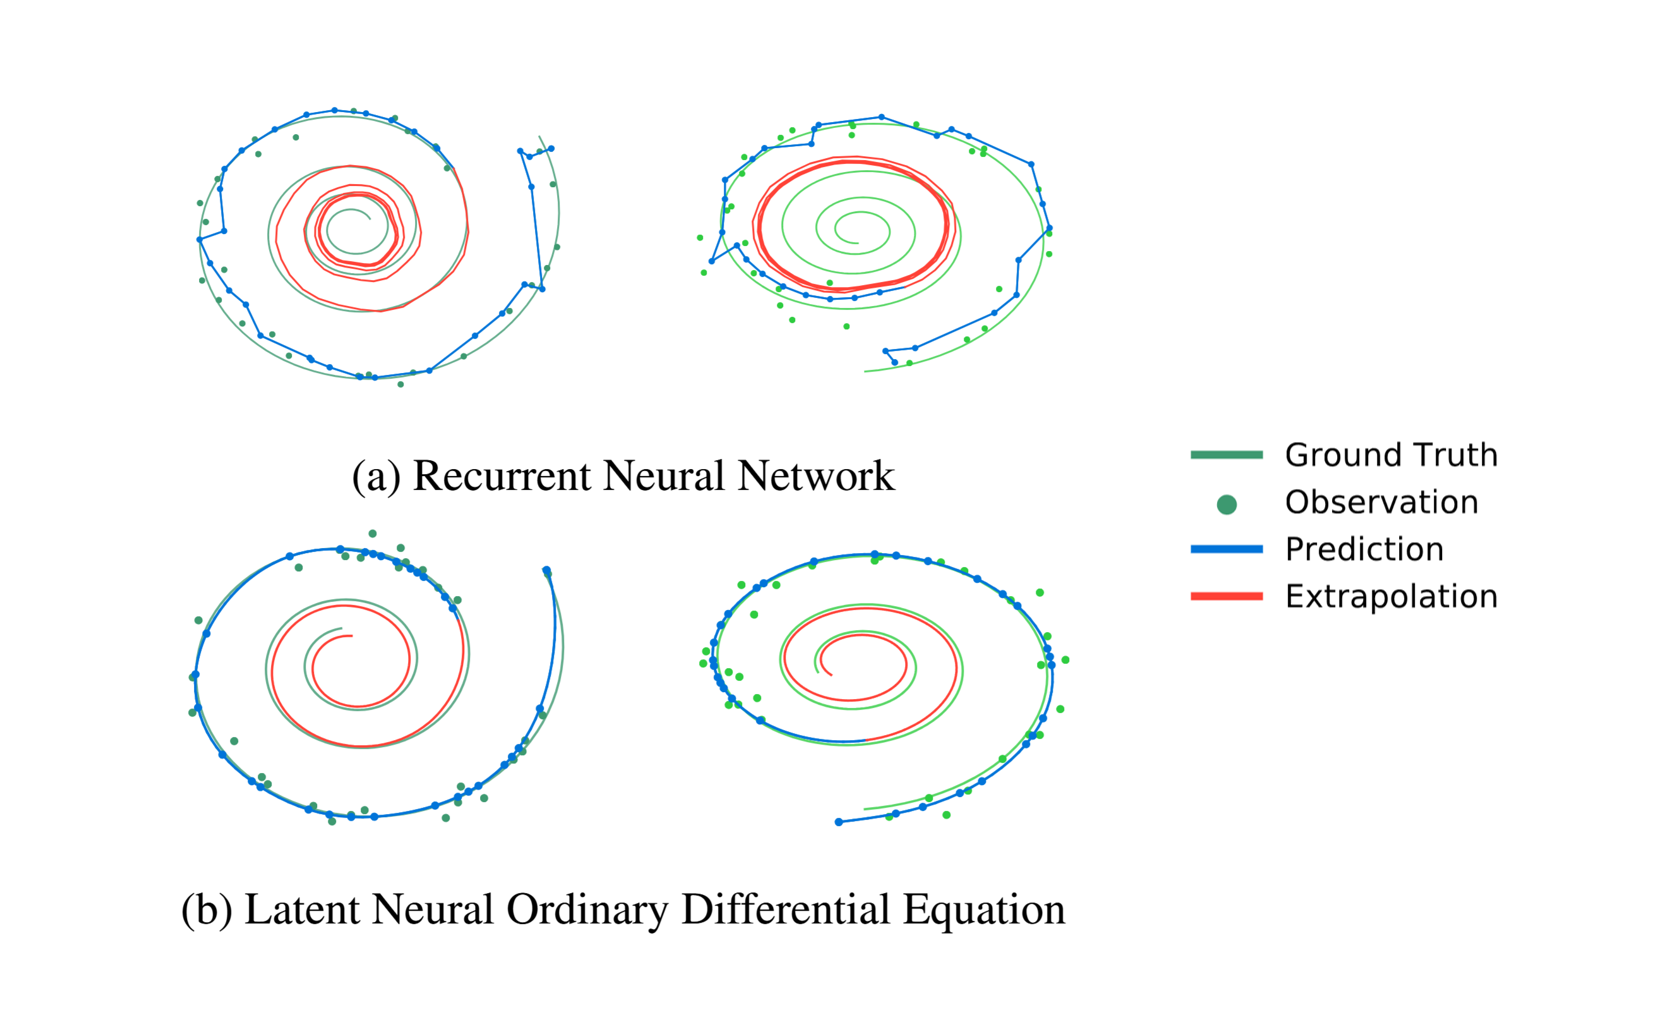 (a) Recurrent Neural Network
Ground Truth
Observation
Prediction
Extrapolation
(b) Latent Neural Ordinary Differential Equation